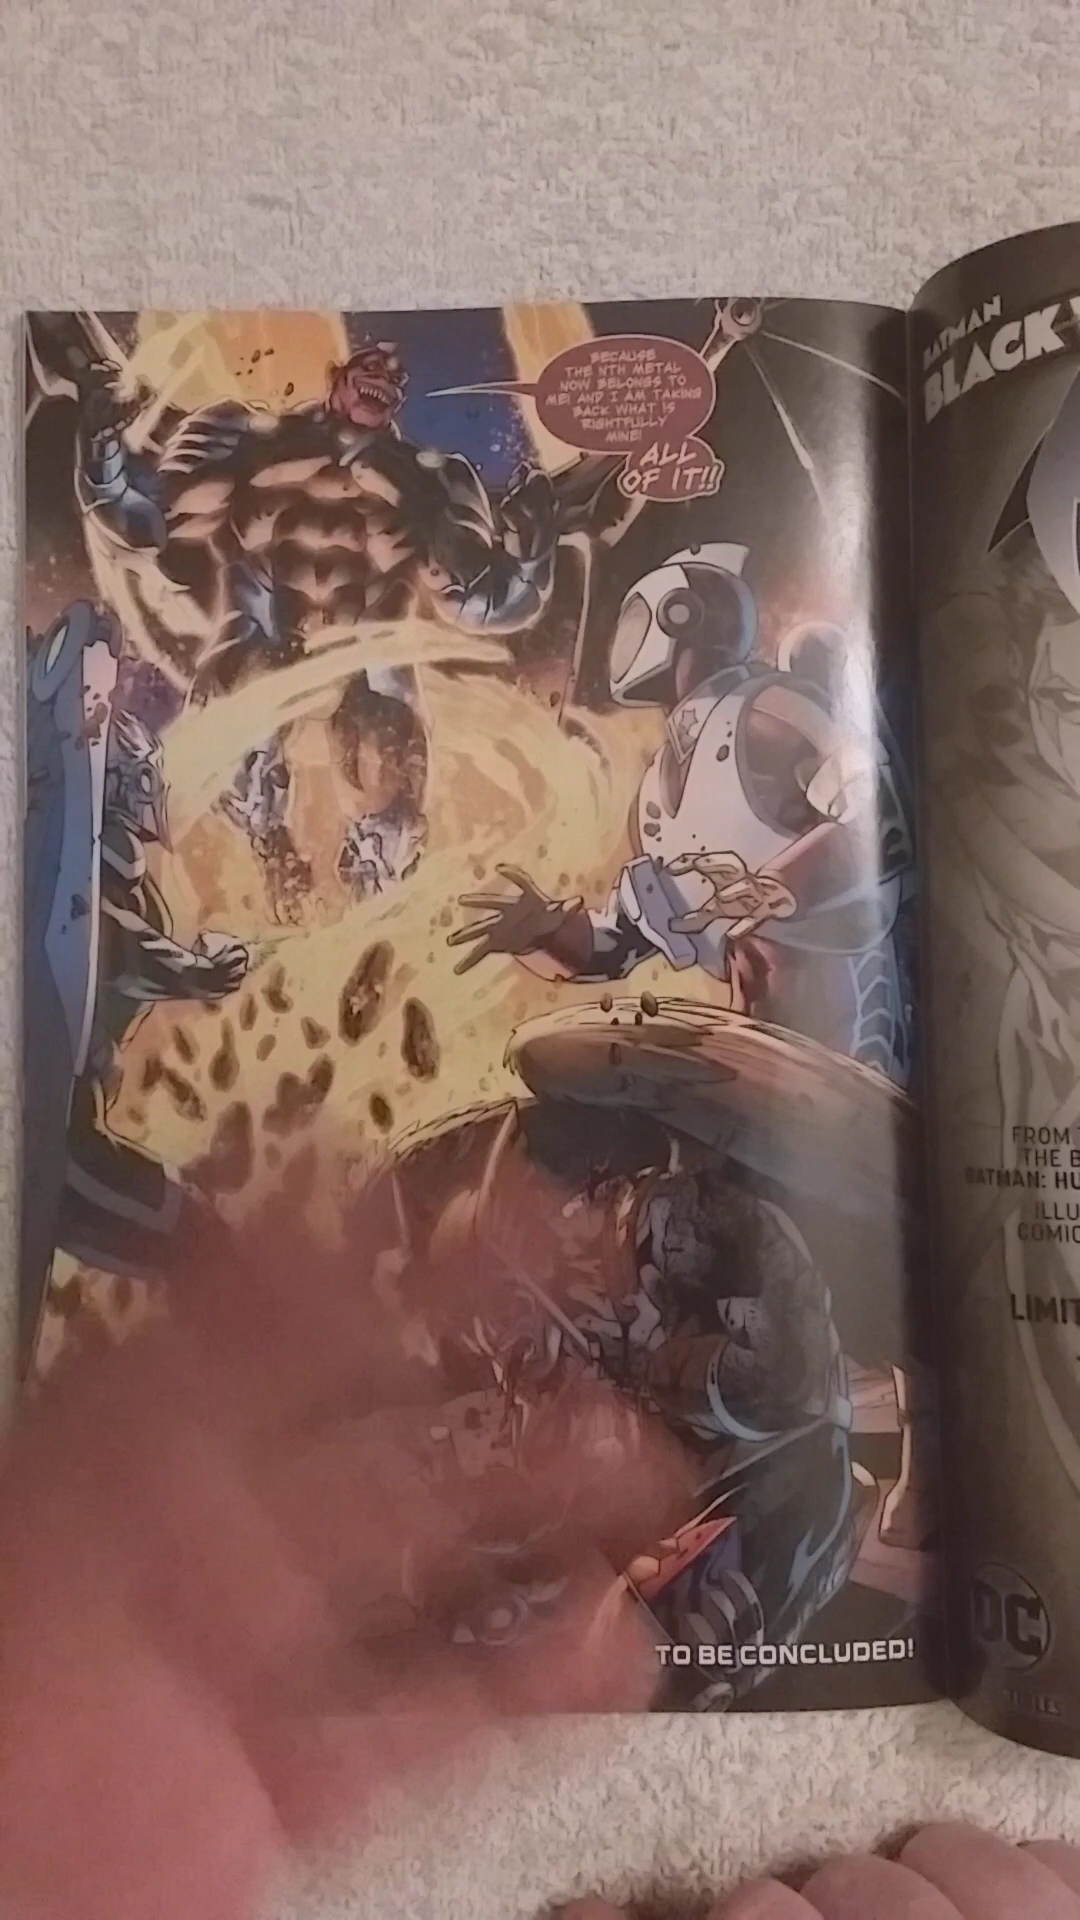 BECAUSE
THE NTH METAL
NOW BELONGS TO
ME! AND I AM TAKING
BACK WHAT IS
RIGHTFULLY
MINE!
ALL
OF IT!!
TO BE CONCLUDED!
BATMAN
BLACK
FROM
THE B
BATMAN: HU
ILLU
COMIC
LIMIT
DC